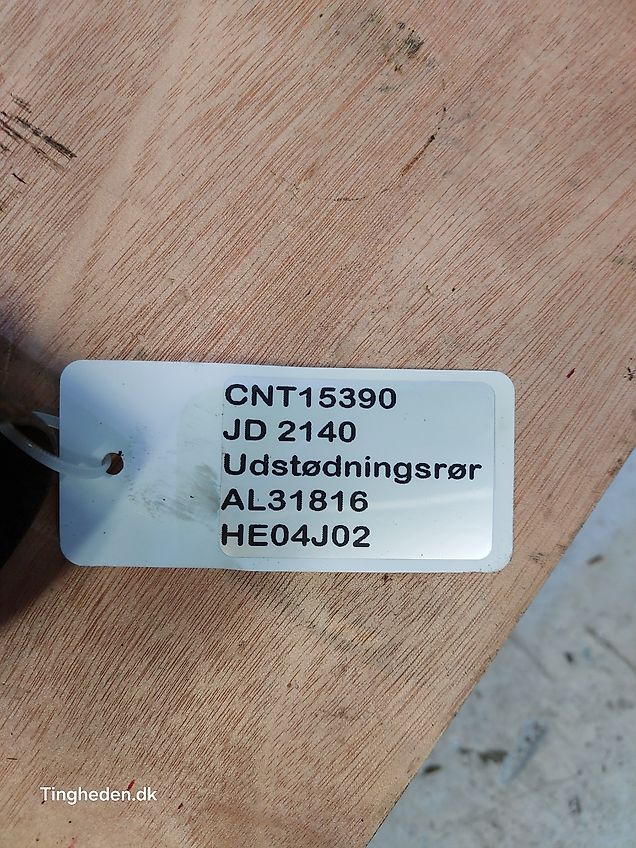 CNT15390
JD 2140
Udstødningsrør
AL31816
HE04J02
Tingheden.dk